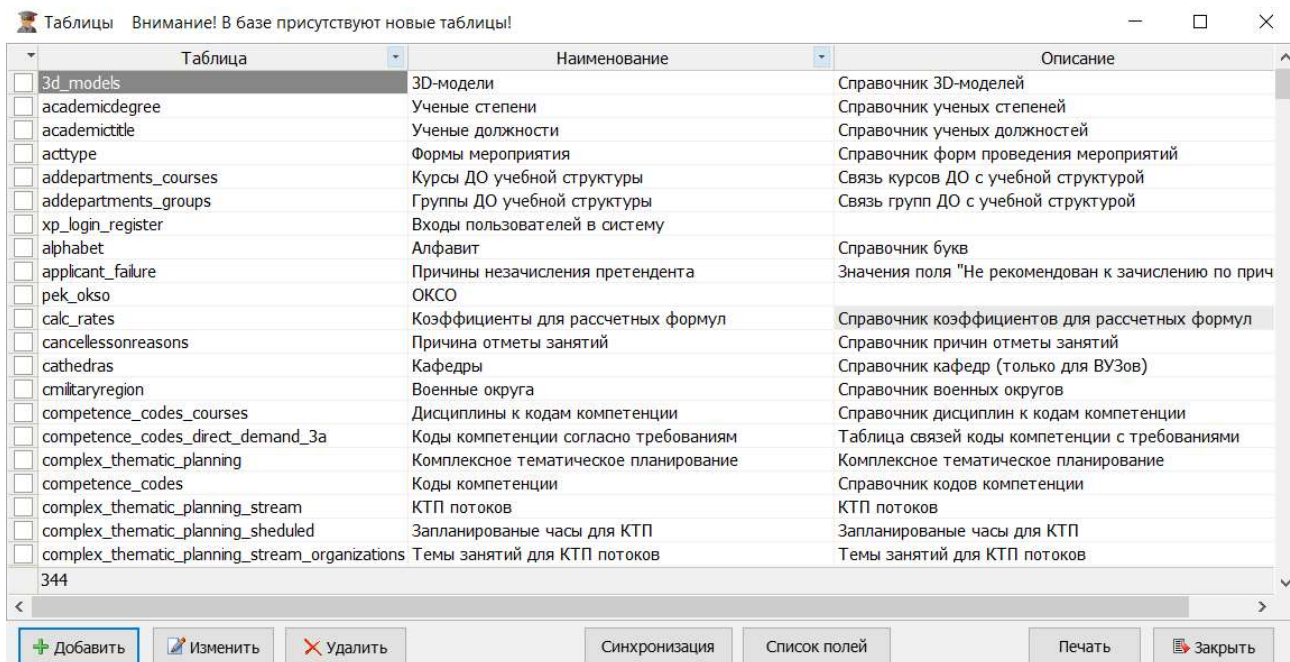 Таблицы Внимание! В базе присутствуют новые таблицы!
Таблица Наименование Описание
3d_models 3D-модели Справочник 3D-моделей
academicdegree Ученые степени Справочник ученых степеней
academictitle Ученые должности Справочник ученых должностей
acttype Формы мероприятия Справочник форм проведения мероприятий
addepartments_courses Курсы ДО учебной структуры Связь курсов ДО с учебной структурой
addepartments_groups Группы ДО учебной структуры Связь групп ДО с учебной структурой
xp_login_register Входы пользователей в систему
alphabet Алфавит Справочник букв
applicant_failure Причины незачисления претендента Значения поля "Не рекомендован к зачислению по прич
pek_okso ОКСО
calc_rates Коэффициенты для рассчетных формул Справочник коэффициентов для рассчетных формул
cancellessonreasons Причина отметы занятий Справочник причин отметы занятий
cathedras Кафедры Справочник кафедр (только для ВУЗов)
cmilitaryregion Военные округа Справочник военных округов
competence_codes_courses Дисциплины к кодам компетенции Справочник дисциплин к кодам компетенции
competence_codes_direct_demand_3a Коды компетенции согласно требованиям Таблица связей коды компетенции с требованиями
complex_thematic_planning Комплексное тематическое планирование Комплексное тематическое планирование
competence_codes Коды компетенции Справочник кодов компетенции
complex_thematic_planning_stream КТП потоков КТП потоков
complex_thematic_planning_sheduled Запланированые часы для КТП Запланированые часы для КТП
complex_thematic_planning_stream_organizations Темы занятий для КТП потоков Темы занятий для КТП потоков
344
Добавить Изменить Удалить Синхронизация Список полей Печать Закрыть